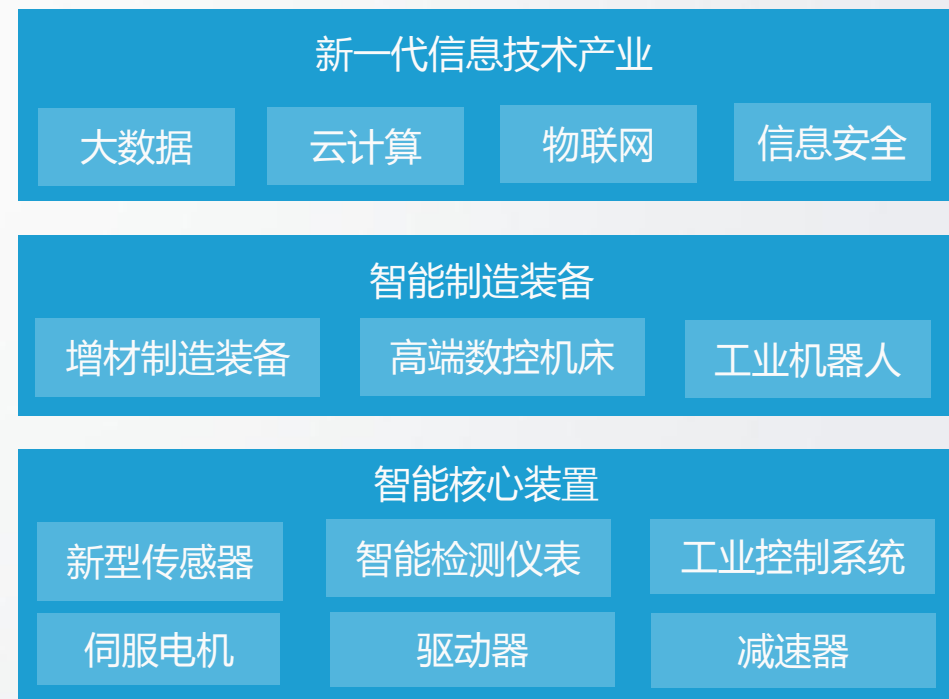 新一代信息技术产业
大数据 云计算 物联网 信息安全
智能制造装备
增材制造装备 高端数控机床 工业机器人
智能核心装置
新型传感器 智能检测仪表 工业控制系统
伺服电机 驱动器 减速器